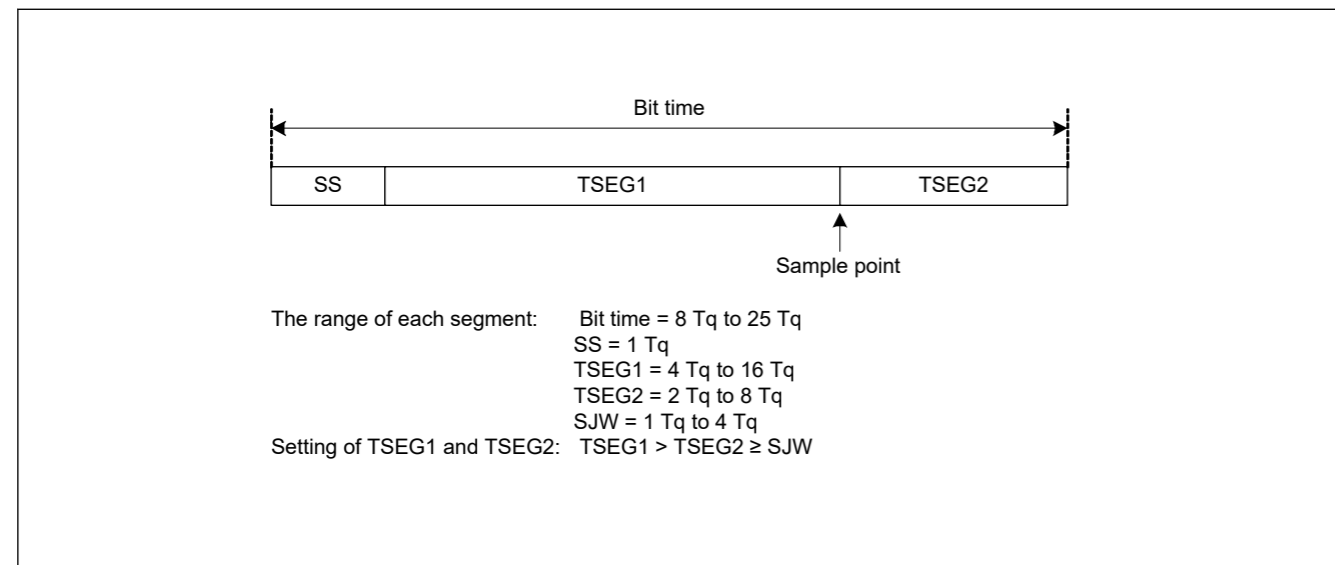 Bit time
SS TSEG1 TSEG2
Sample point
The range of each segment: Bit time = 8 Tq to 25 Tq
SS = 1 Tq
TSEG1 = 4 Tq to 16 Tq
TSEG2 = 2 Tq to 8 Tq
SJW = 1 Tq to 4 Tq
Setting of TSEG1 and TSEG2: TSEG1 > TSEG2 ≥ SJW